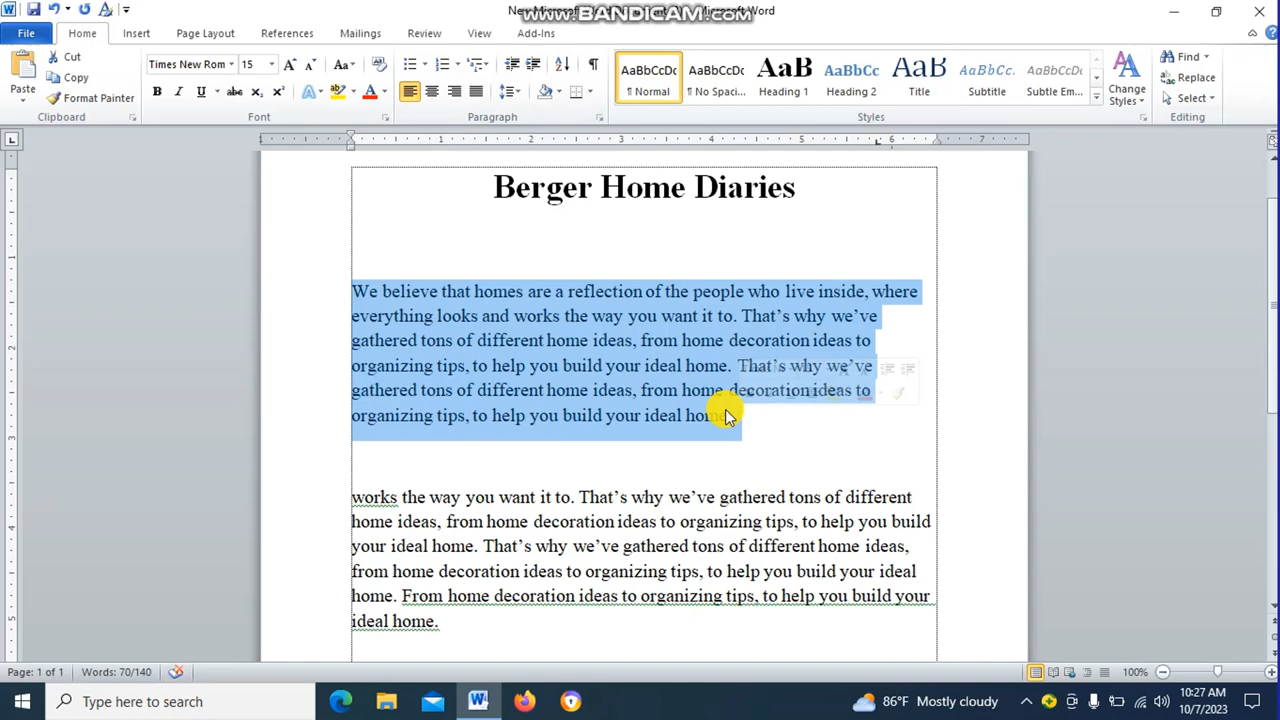 New Microsoft Word
www.BANDICAM.com
File Home Insert Page Layout References Mailings Review View Add-Ins
Cut
Copy
Format Painter
Paste
Times New Rom 15
AaBbCcDc AaBbCcDc AaB AaBbCc AaB AaBbCc. AaBbCcDc
¶ Normal ¶ No Spaci... Heading 1 Heading 2 Title Subtitle Subtle Em...
Change
Styles
Find
Replace
Select
Clipboard Font Paragraph Styles Editing
Berger Home Diaries
We believe that homes are a reflection of the people who live inside, where
everything looks and works the way you want it to. That’s why we’ve
gathered tons of different home ideas, from home decoration ideas to
organizing tips, to help you build your ideal home. That’s why we’ve
gathered tons of different home ideas, from home decoration ideas to
organizing tips, to help you build your ideal home
works the way you want it to. That’s why we’ve gathered tons of different
home ideas, from home decoration ideas to organizing tips, to help you build
your ideal home. That’s why we’ve gathered tons of different home ideas,
from home decoration ideas to organizing tips, to help you build your ideal
home. From home decoration ideas to organizing tips, to help you build your
ideal home.
Page: 1 of 1 Words: 70/140 100%
Type here to search
86°F Mostly cloudy
10:27 AM
10/7/2023